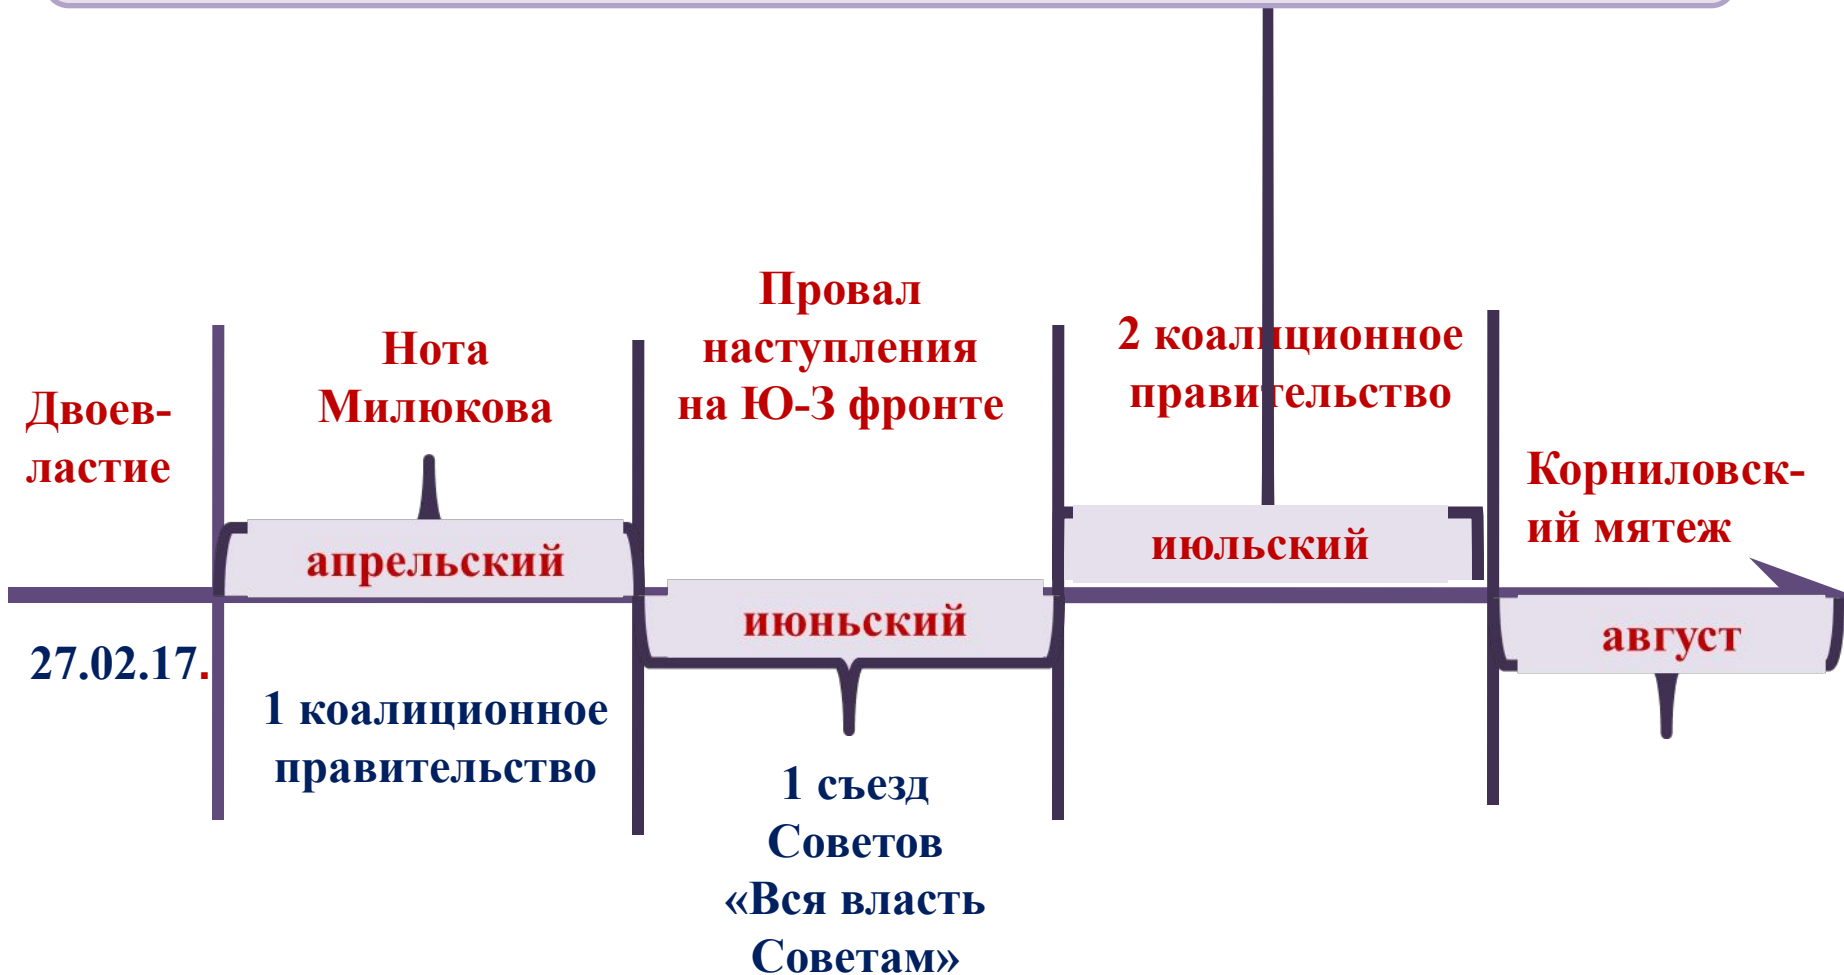 Двоев-
ластие
27.02.17.
Нота
Милюкова
апрельский
1 коалиционное
правительство
Провал
наступления
на Ю-З фронте
июньский
1 съезд
Советов
«Вся власть
Советам»
2 коалиционное
правительство
июльский
Корниловск-
ий мятеж
август